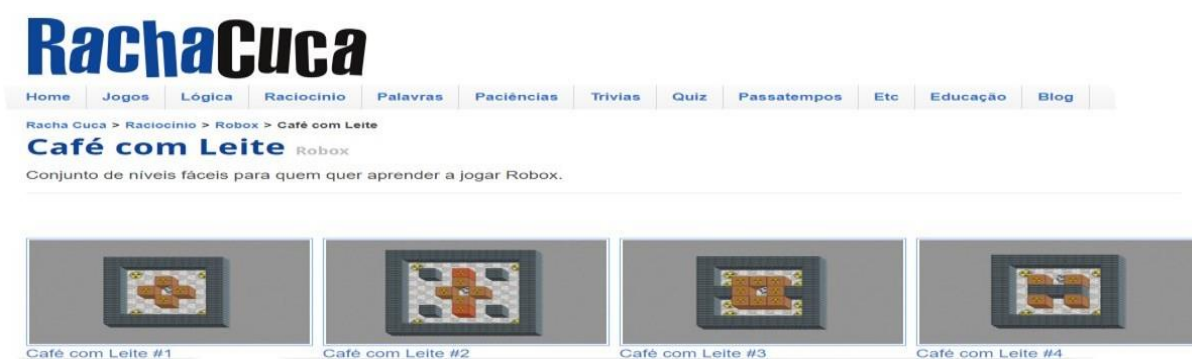 RachaCuca
Home Jogos Lógica Raciocínio Palavras Paciências Trivias Quiz Passatempos Etc Educação Blog
Racha Cuca > Raciocínio > Robox > Café com Leite
Café com Leite Robox
Conjunto de níveis fáceis para quem quer aprender a jogar Robox.
Café com Leite #1 Café com Leite #2 Café com Leite #3 Café com Leite #4